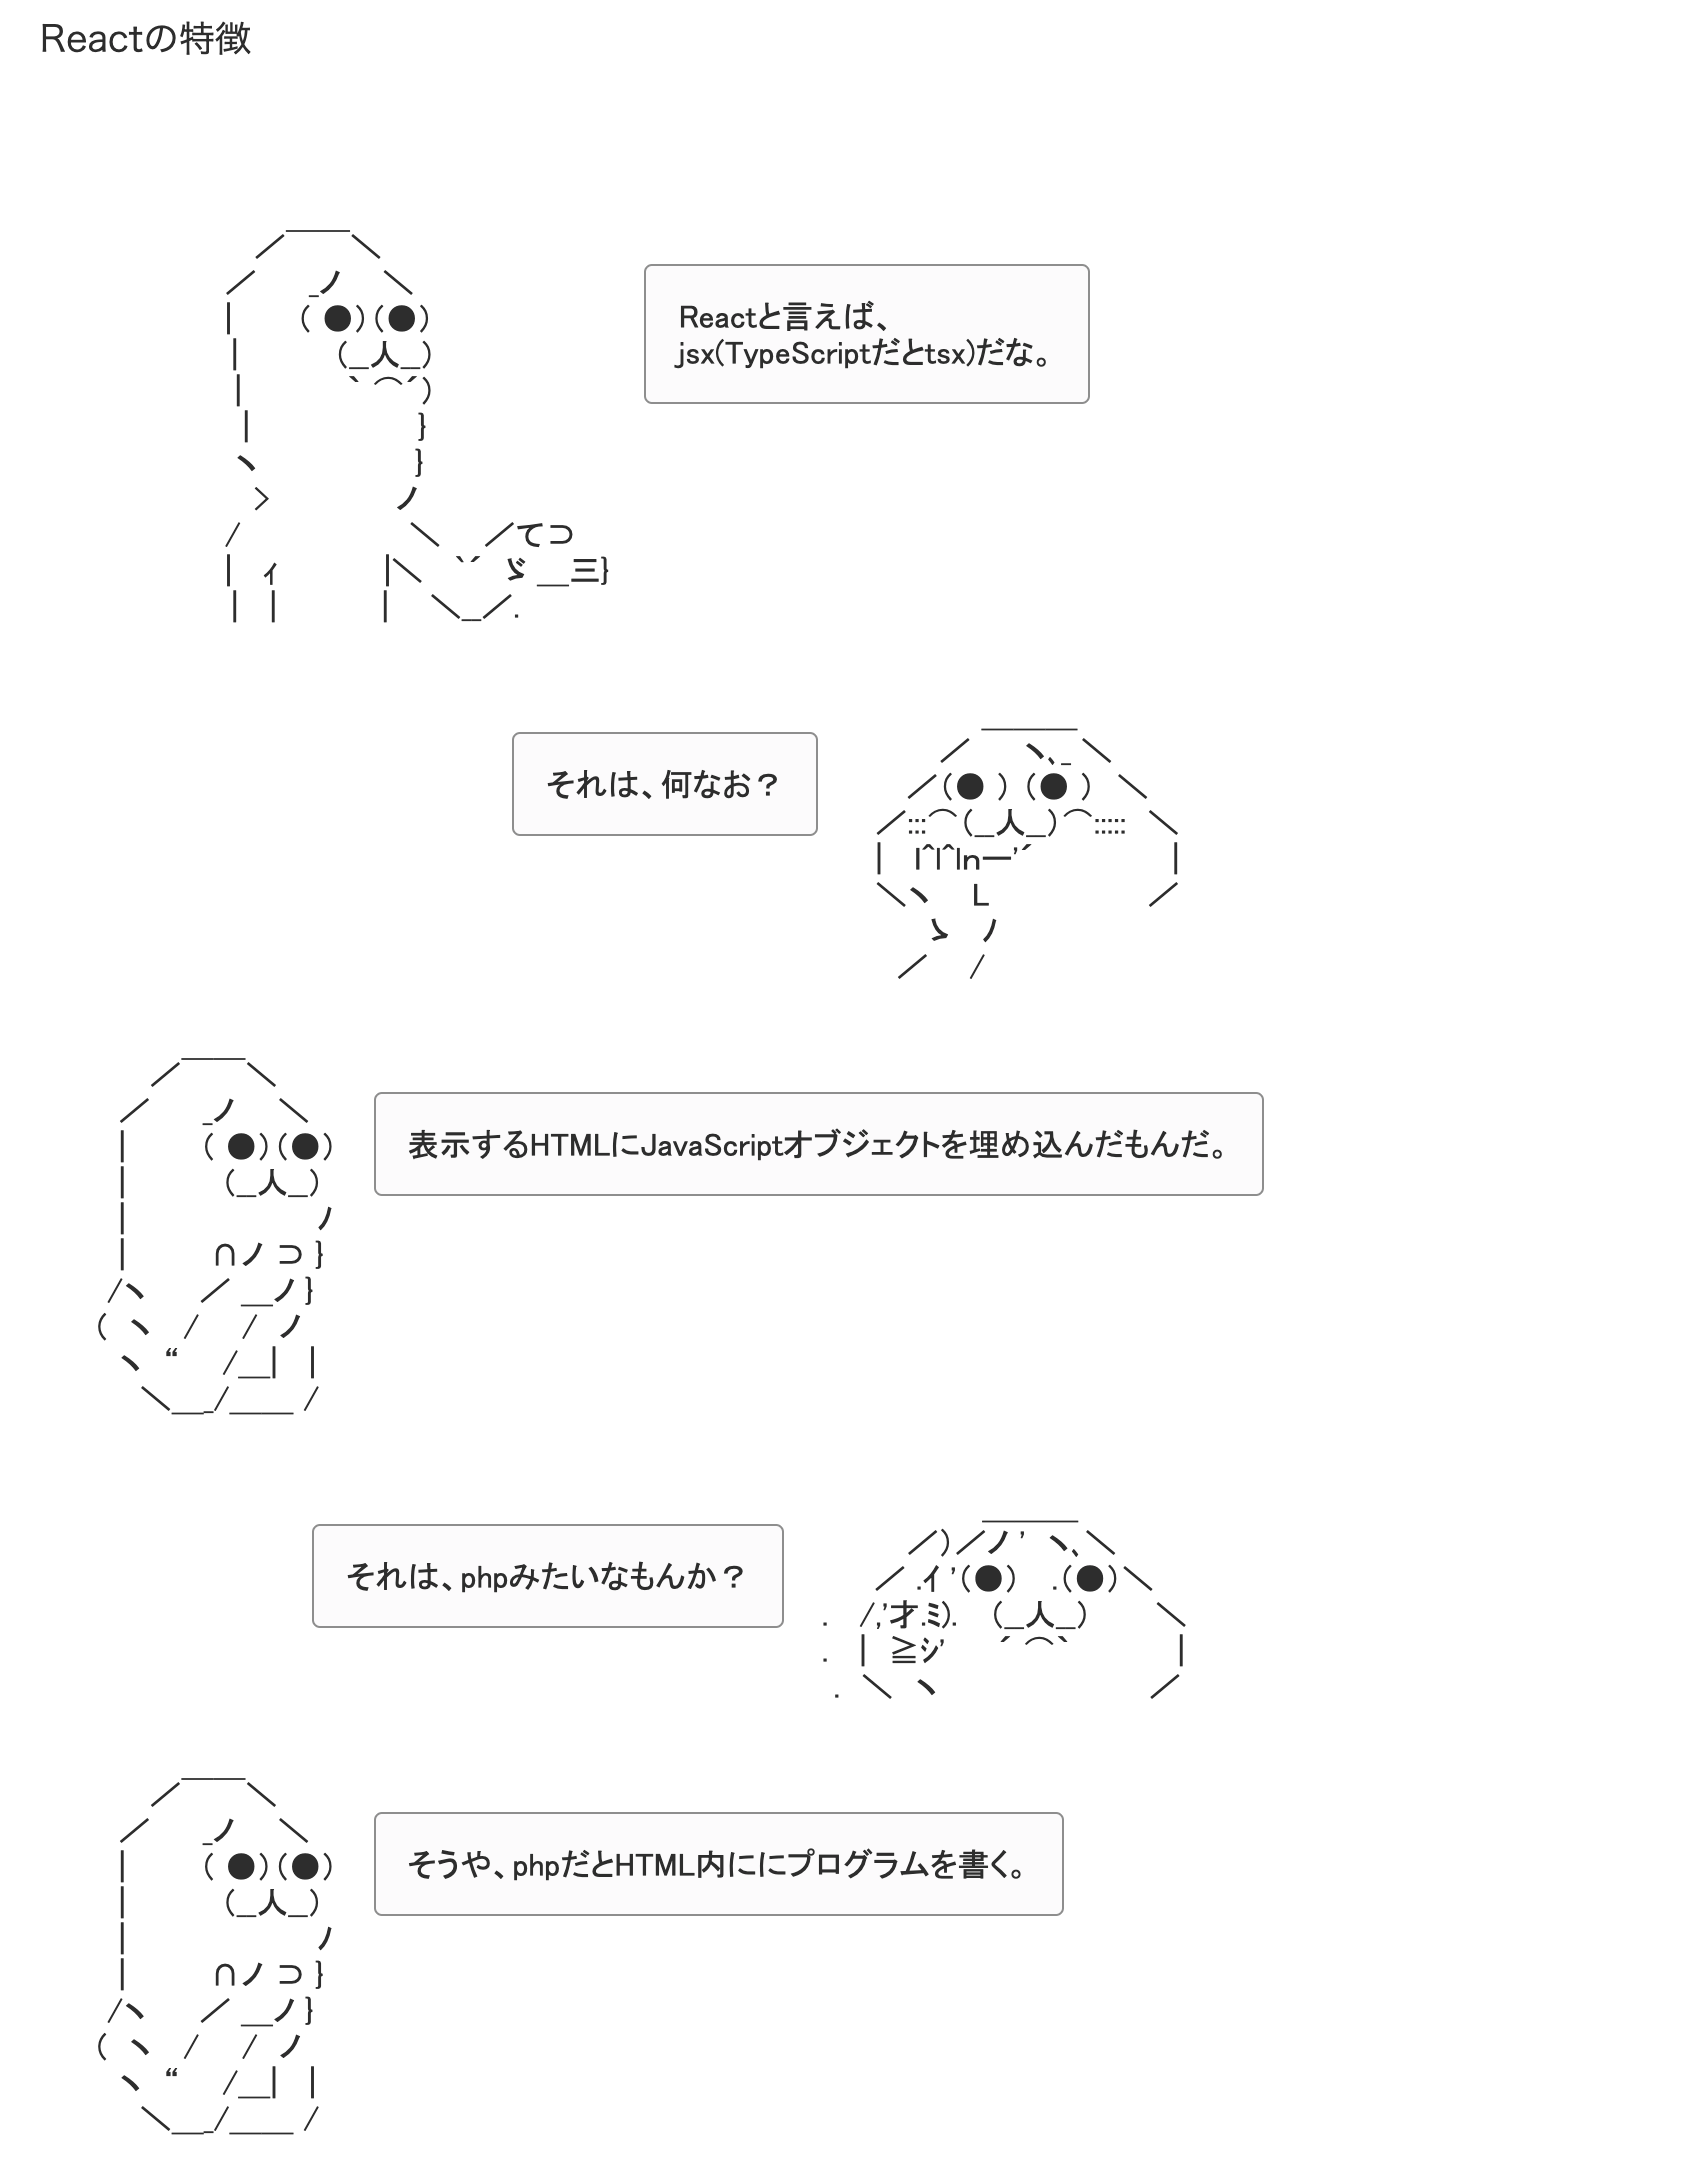 Reactの特徴
Reactと言えば、
jsx(TypeScriptだとtsx)だな。
それは、何なお？
表示するHTMLにJavaScriptオブジェクトを埋め込んだもんだ。
それは、phpみたいなもんか？
そうや、phpだとHTML内ににプログラムを書く。